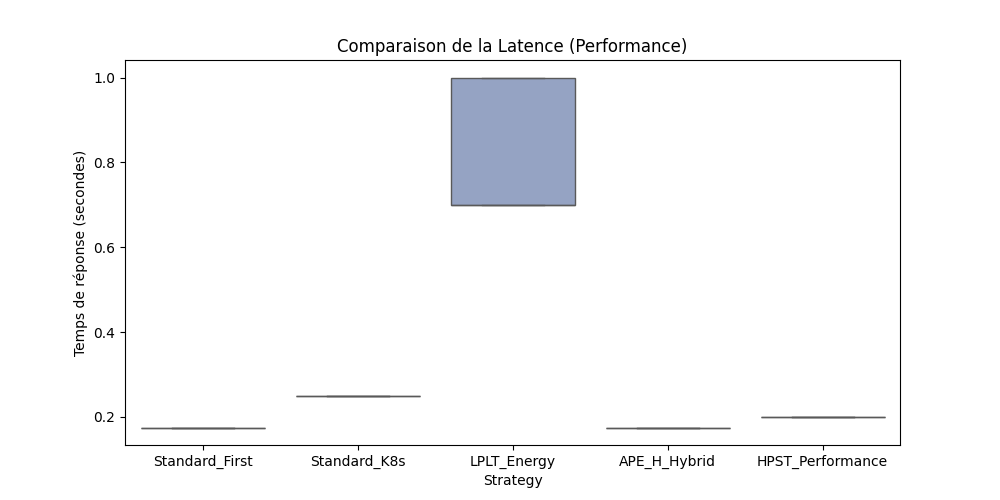 Comparaison de la Latence (Performance)
Temps de réponse (secondes)
1.0
0.8
0.6
0.4
0.2
Standard_First Standard_K8s LPLT_Energy APE_H_Hybrid HPST_Performance
Strategy